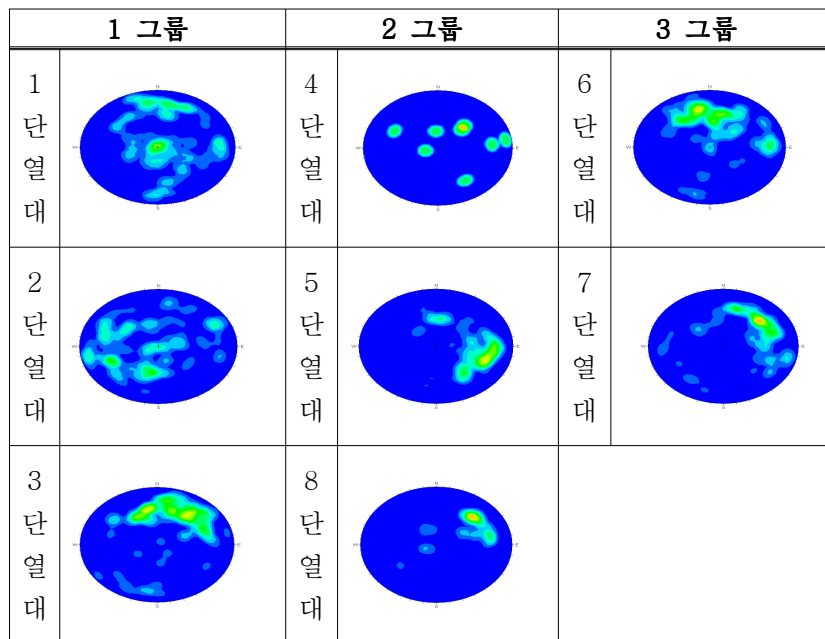 1 그룹 2 그룹 3 그룹
1 단 열 대
N
W E
S
4 단 열 대
N
W E
S
6 단 열 대
N
W E
S
2 단 열 대
N
W E
S
5 단 열 대
N
W E
S
7 단 열 대
N
W E
S
3 단 열 대
N
W E
S
8 단 열 대
N
W E
S